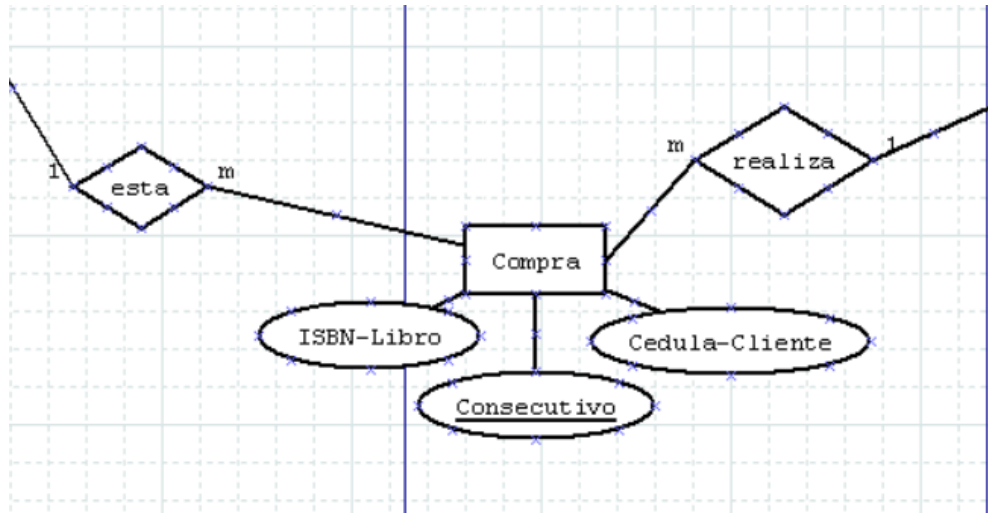 m
1
realiza
1
m
esta
Compra
ISBN-Libro
Cedula-Cliente
Consecutivo